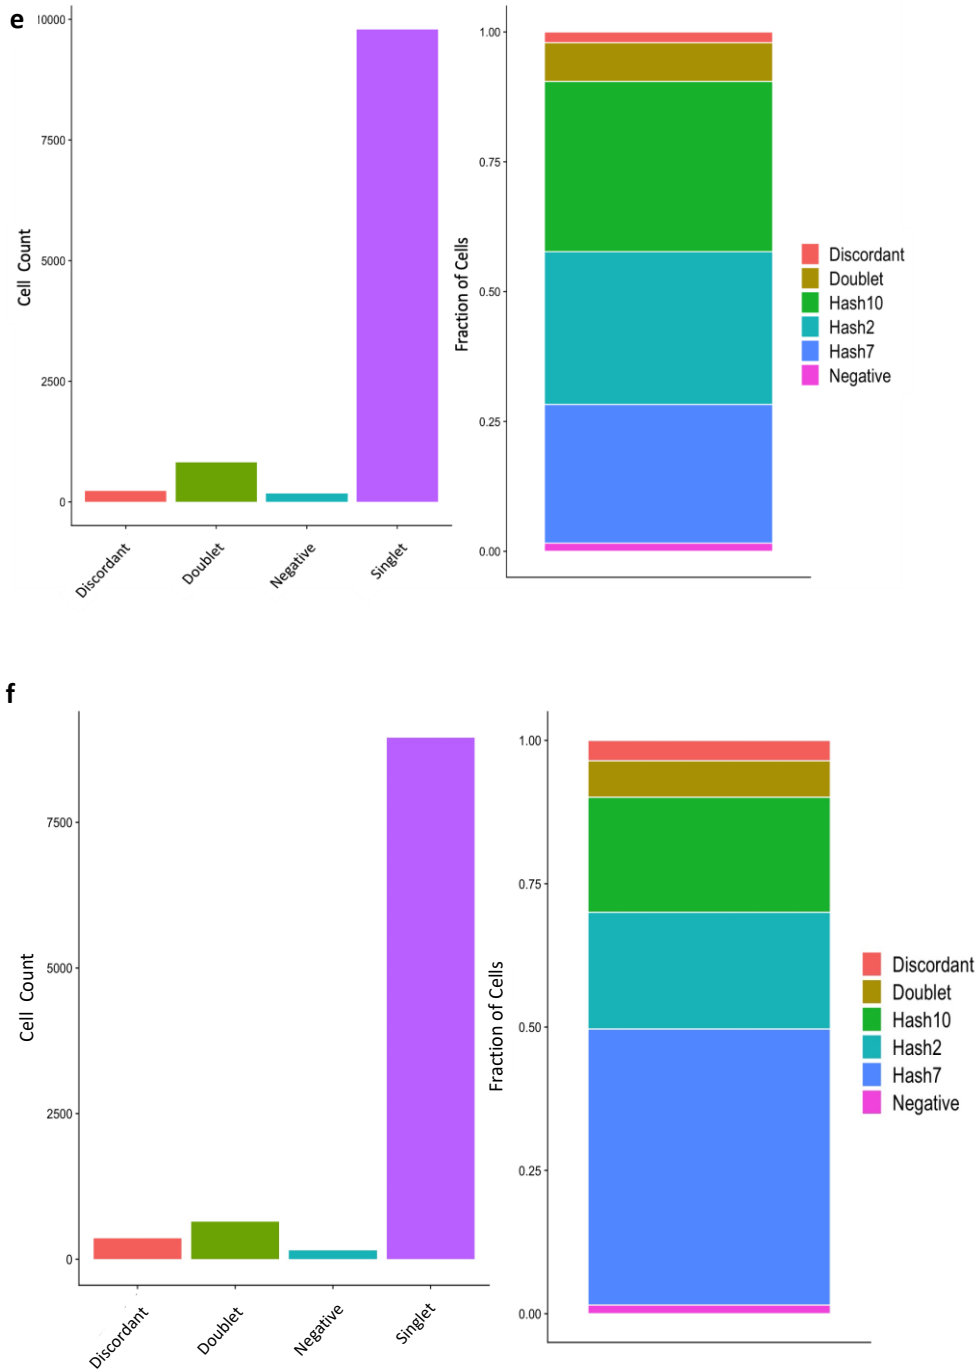 e
10000
7500
5000
2500
0
Cell Count
Discordant
Doublet
Negative
Singlet
1.00
0.75
0.50
0.25
0.00
Fraction of Cells
Discordant
Doublet
Hash10
Hash2
Hash7
Negative
f
7500
5000
2500
0
Cell Count
Discordant
Doublet
Negative
Singlet
1.00
0.75
0.50
0.25
0.00
Fraction of Cells
Discordant
Doublet
Hash10
Hash2
Hash7
Negative